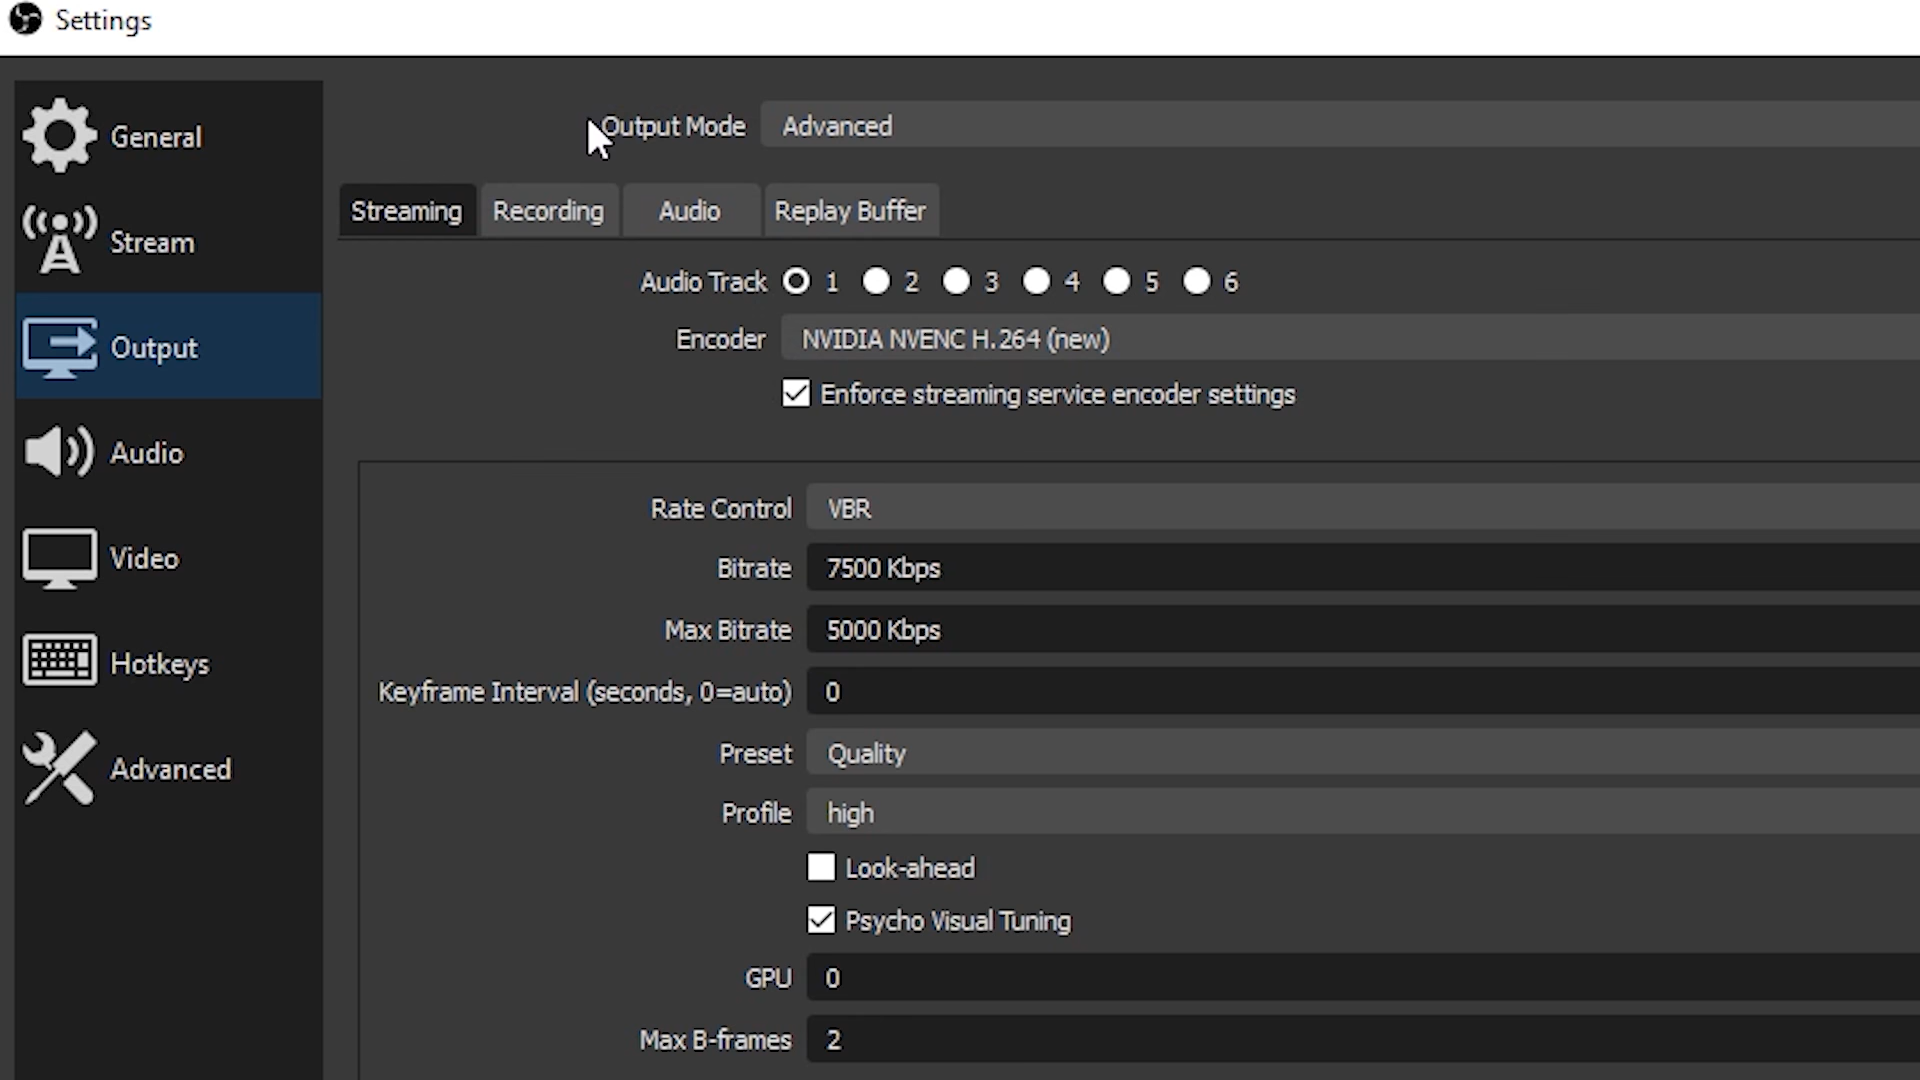 Settings
General
Stream
Output
Audio
Video
Hotkeys
Advanced
Output Mode Advanced
Streaming Recording Audio Replay Buffer
Audio Track 1 2 3 4 5 6
Encoder NVIDIA NVENC H.264 (new)
Enforce streaming service encoder settings
Rate Control VBR
Bitrate 7500 Kbps
Max Bitrate 5000 Kbps
Keyframe Interval (seconds, 0=auto) 0
Preset Quality
Profile high
Look-ahead
Psycho Visual Tuning
GPU 0
Max B-frames 2